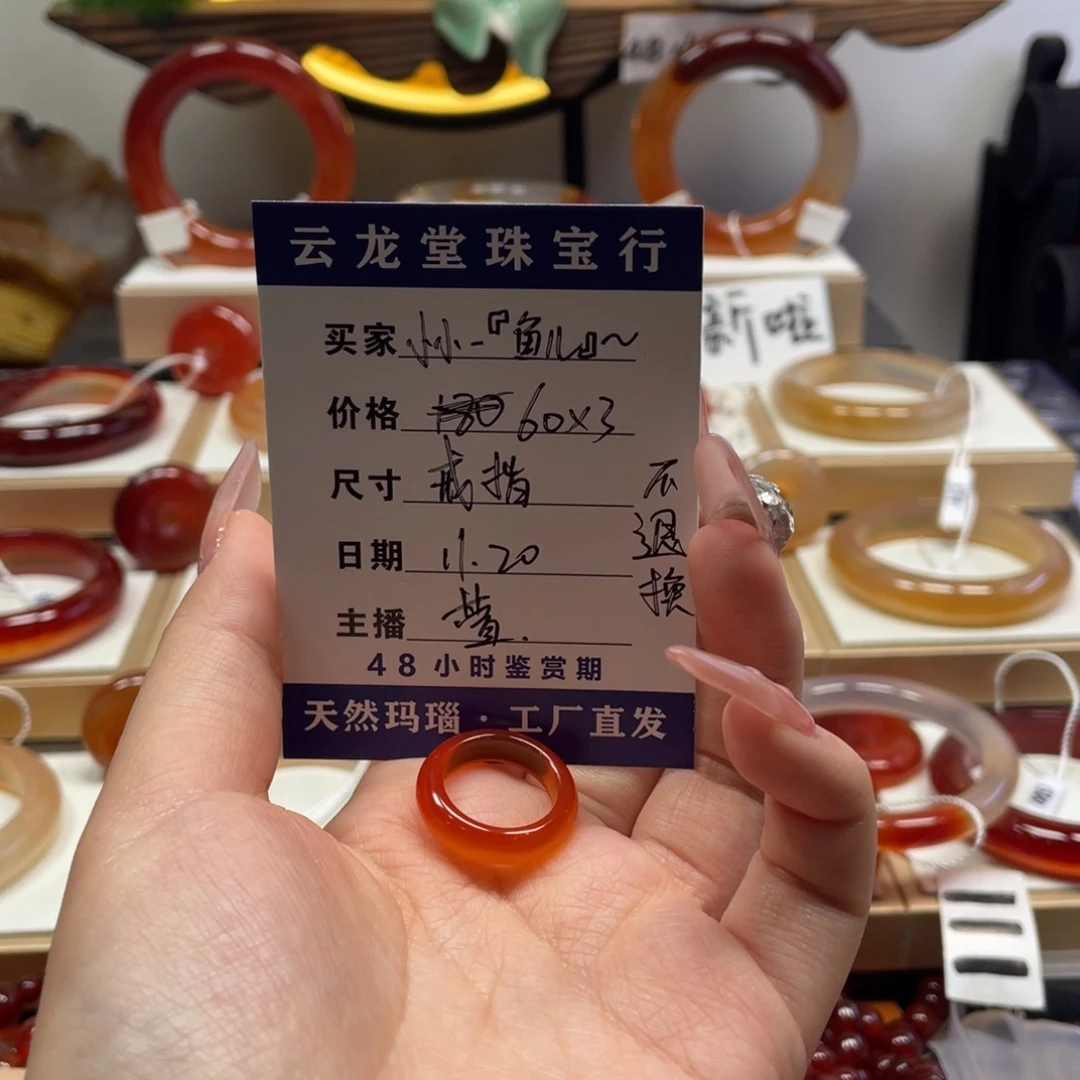 云龙堂珠宝行
买家 小小-『鱼儿』~
价格 60×3
尺寸 戒指
日期 11.20
主播
不退换
48小时鉴赏期
天然玛瑙·工厂直发
新啦